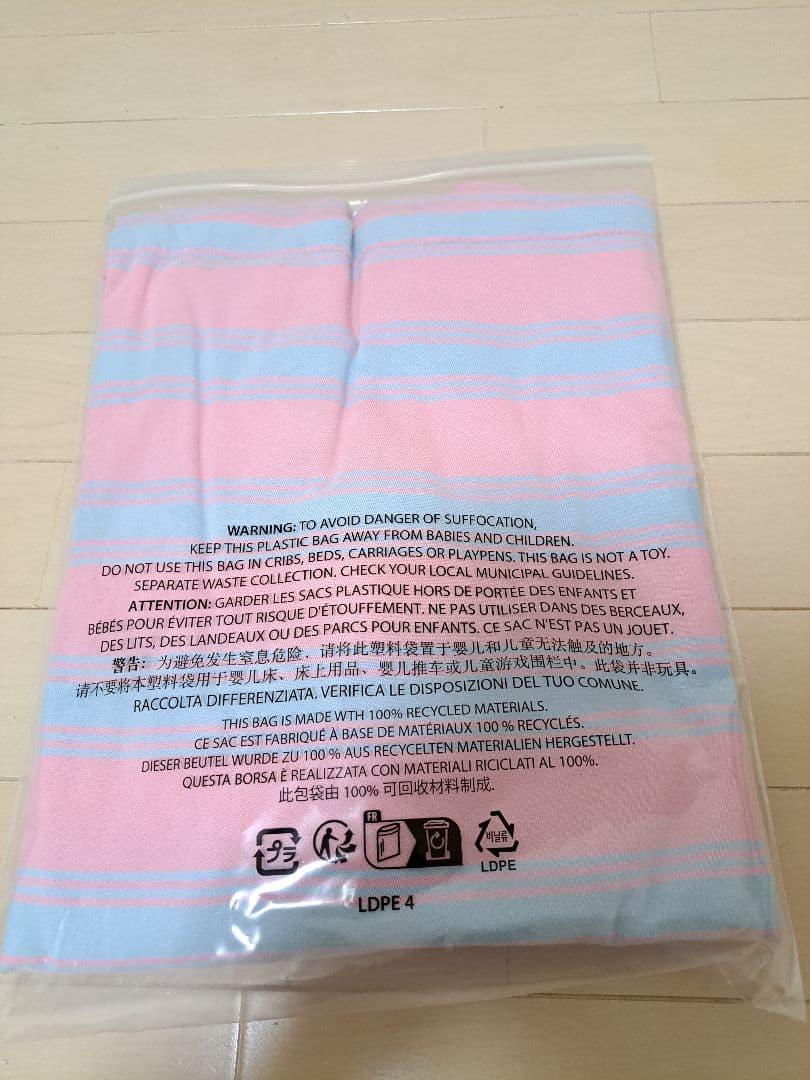 WARNING: TO AVOID DANGER OF SUFFOCATION,
KEEP THIS PLASTIC BAG AWAY FROM BABIES AND CHILDREN.
DO NOT USE THIS BAG IN CRIBS, BEDS, CARRIAGES OR PLAYPENS. THIS BAG IS NOT A TOY.
SEPARATE WASTE COLLECTION. CHECK YOUR LOCAL MUNICIPAL GUIDELINES.
ATTENTION: GARDER LES SACS PLASTIQUE HORS DE PORTÉE DES ENFANTS ET
BÉBÉS POUR ÉVITER TOUT RISQUE D'ÉTOUFFEMENT. NE PAS UTILISER DANS DES BERCEAUX,
DES LITS, DES LANDEAUX OU DES PARCS POUR ENFANTS. CE SAC N'EST PAS UN JOUET.
警告: 为避免发生窒息危险，请将此塑料袋置于婴儿和儿童无法触及的地方。
请不要将本塑料袋用于婴儿床、床上用品、婴儿推车或儿童游戏围栏中。此袋并非玩具。
RACCOLTA DIFFERENZIATA. VERIFICA LE DISPOSIZIONI DEL TUO COMUNE.
THIS BAG IS MADE WTH 100% RECYCLED MATERIALS.
CE SAC EST FABRIQUÉ À BASE DE MATÉRIAUX 100 % RECYCLÉS.
DIESER BEUTEL WURDE ZU 100 % AUS RECYCELTEN MATERIALIEN HERGESTELLT.
QUESTA BORSA È REALIZZATA CON MATERIALI RICICLATI AL 100%.
此包袋由 100% 可回收材料制成.
プラ
FR
비닐류
LDPE
LDPE 4